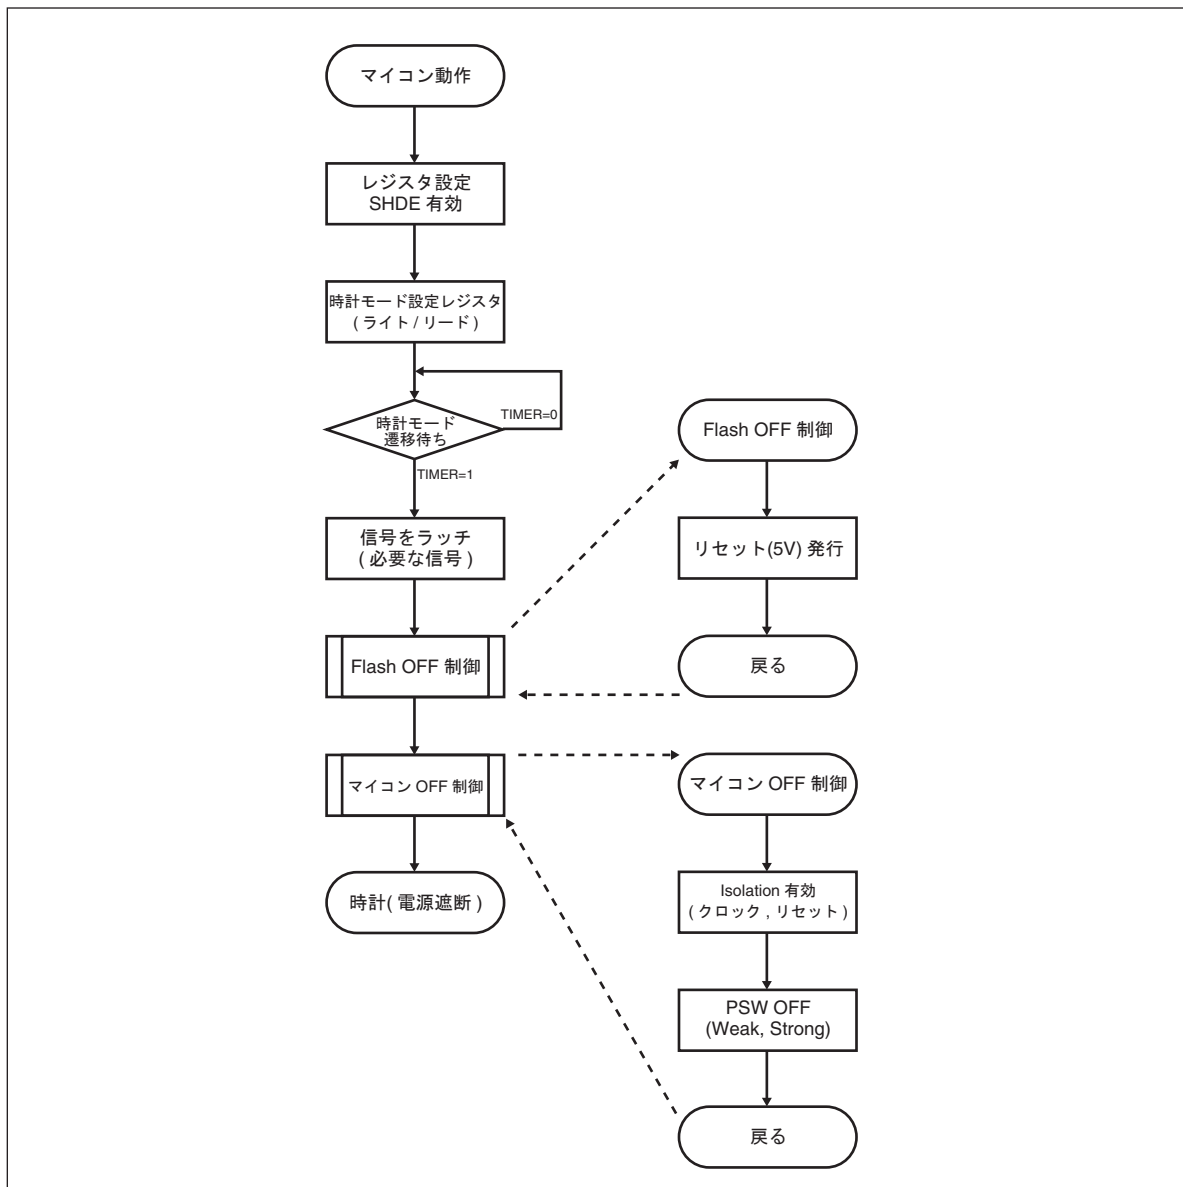 マイコン動作
レジスタ設定
SHDE 有効
時計モード設定レジスタ
( ライト / リード )
時計モード
遷移待ち
TIMER=0
TIMER=1
信号をラッチ
( 必要な信号 )
Flash OFF 制御
マイコン OFF 制御
時計( 電源遮断 )
Flash OFF 制御
リセット(5V) 発行
戻る
マイコン OFF 制御
Isolation 有効
( クロック , リセット )
PSW OFF
(Weak, Strong)
戻る